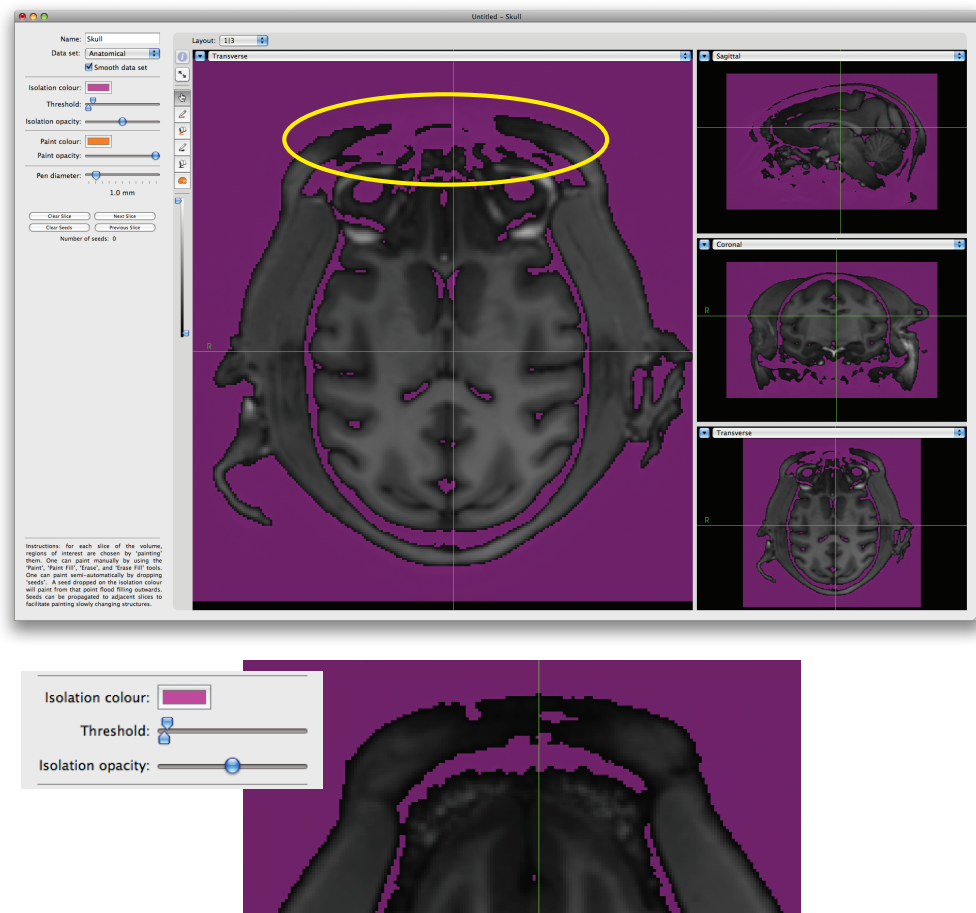 Untitled – Skull
Name: Skull
Data set: Anatomical
Smooth data set
Isolation colour:
Threshold:
Isolation opacity:
Paint colour:
Paint opacity:
Pen diameter:
1.0 mm
Clear Slice Next Slice
Clear Seeds Previous Slice
Number of seeds: 0
Instructions: for each slice of the volume,
regions of interest are chosen by 'painting'
them. One can paint manually by using the
'Paint', 'Paint Fill', 'Erase', and 'Erase Fill' tools.
One can paint semi-automatically by dropping
'seeds'. A seed dropped on the isolation colour
will paint from that point flood filling outwards.
Seeds can be propagated to adjacent slices to
facilitate painting slowly changing structures.
Layout: 1|3
Transverse
R
Sagittal
Coronal
R
Transverse
R
Isolation colour:
Threshold:
Isolation opacity: